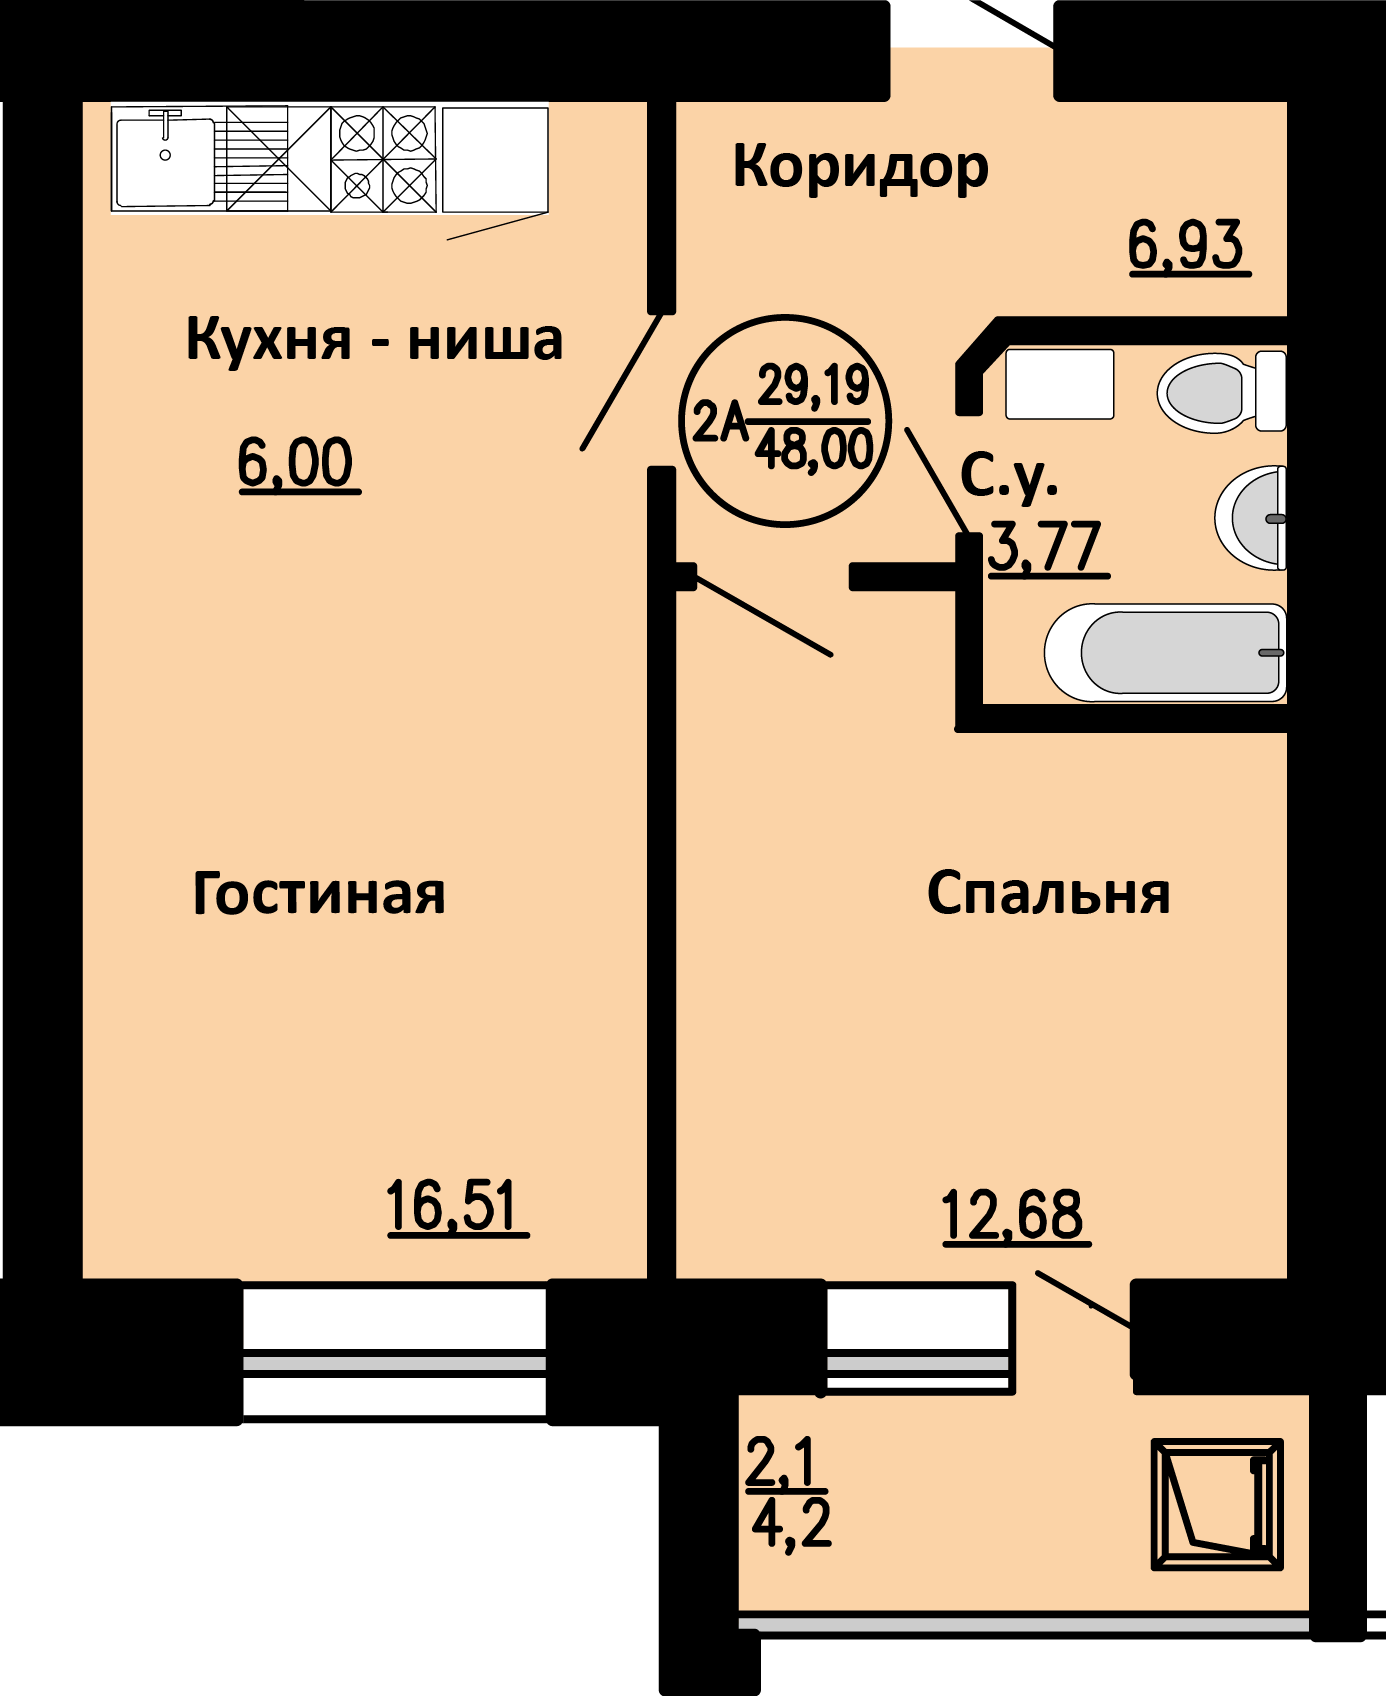 Коридор
6,93
Кухня - ниша
6,00
2А
29,19
48,00
С.у.
3,77
Гостиная
16,51
Спальня
12,68
2,1
4,2